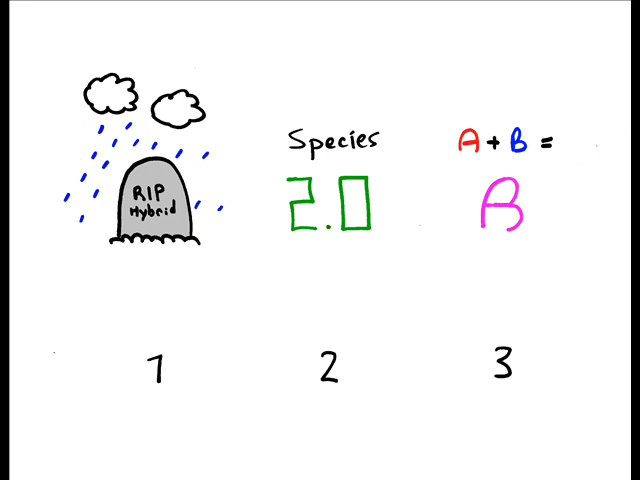 RIP
Hybrid
Species
2.0
A + B =
1
2
3